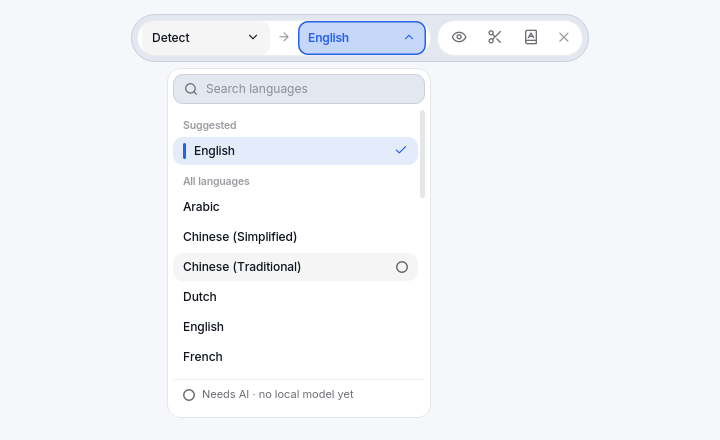 Detect
English
Search languages
Suggested
English
All languages
Arabic
Chinese (Simplified)
Chinese (Traditional)
Dutch
English
French
Needs AI · no local model yet